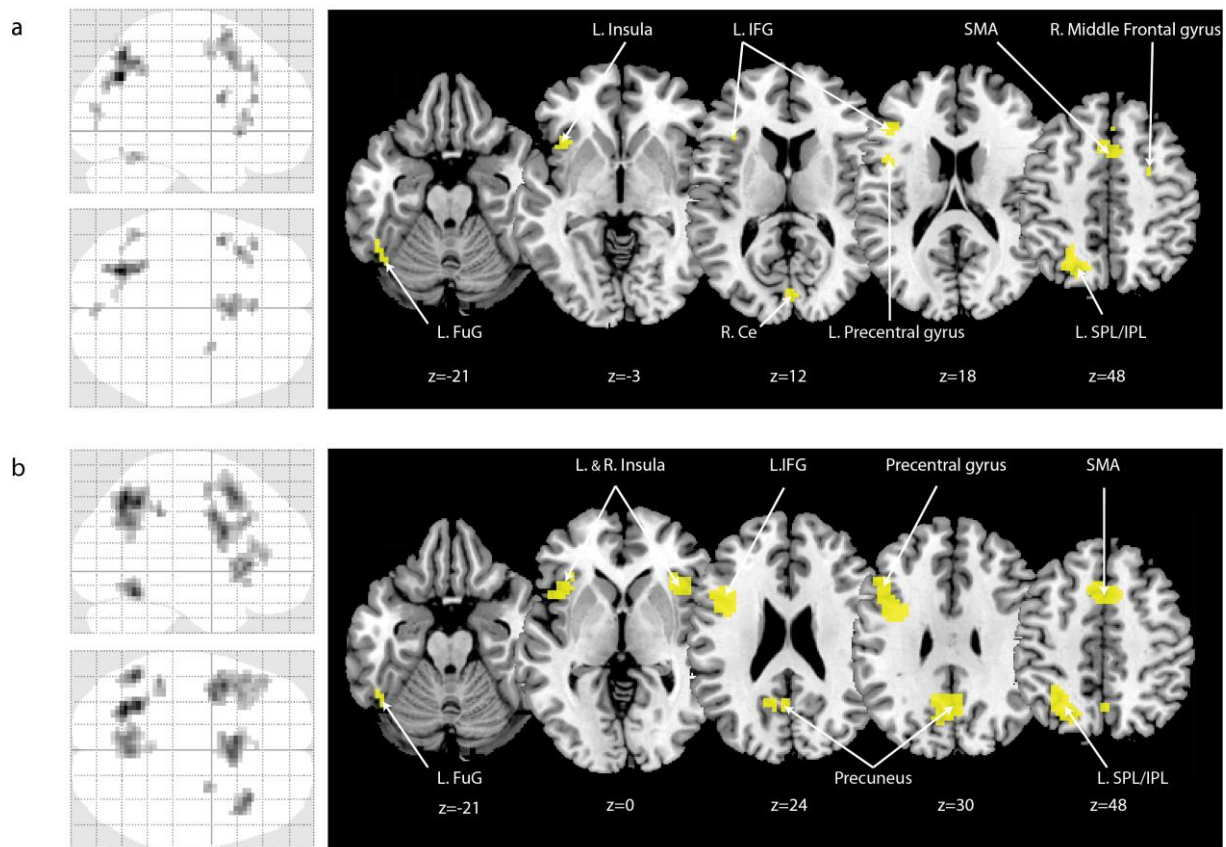 a
L. Insula
L. IFG
SMA
R. Middle Frontal gyrus
L. FuG
R. Ce
L. Precentral gyrus
L. SPL/IPL
z=-21
z=-3
z=12
z=18
z=48
b
L. & R. Insula
L.IFG
Precentral gyrus
SMA
L. FuG
Precuneus
L. SPL/IPL
z=-21
z=0
z=24
z=30
z=48